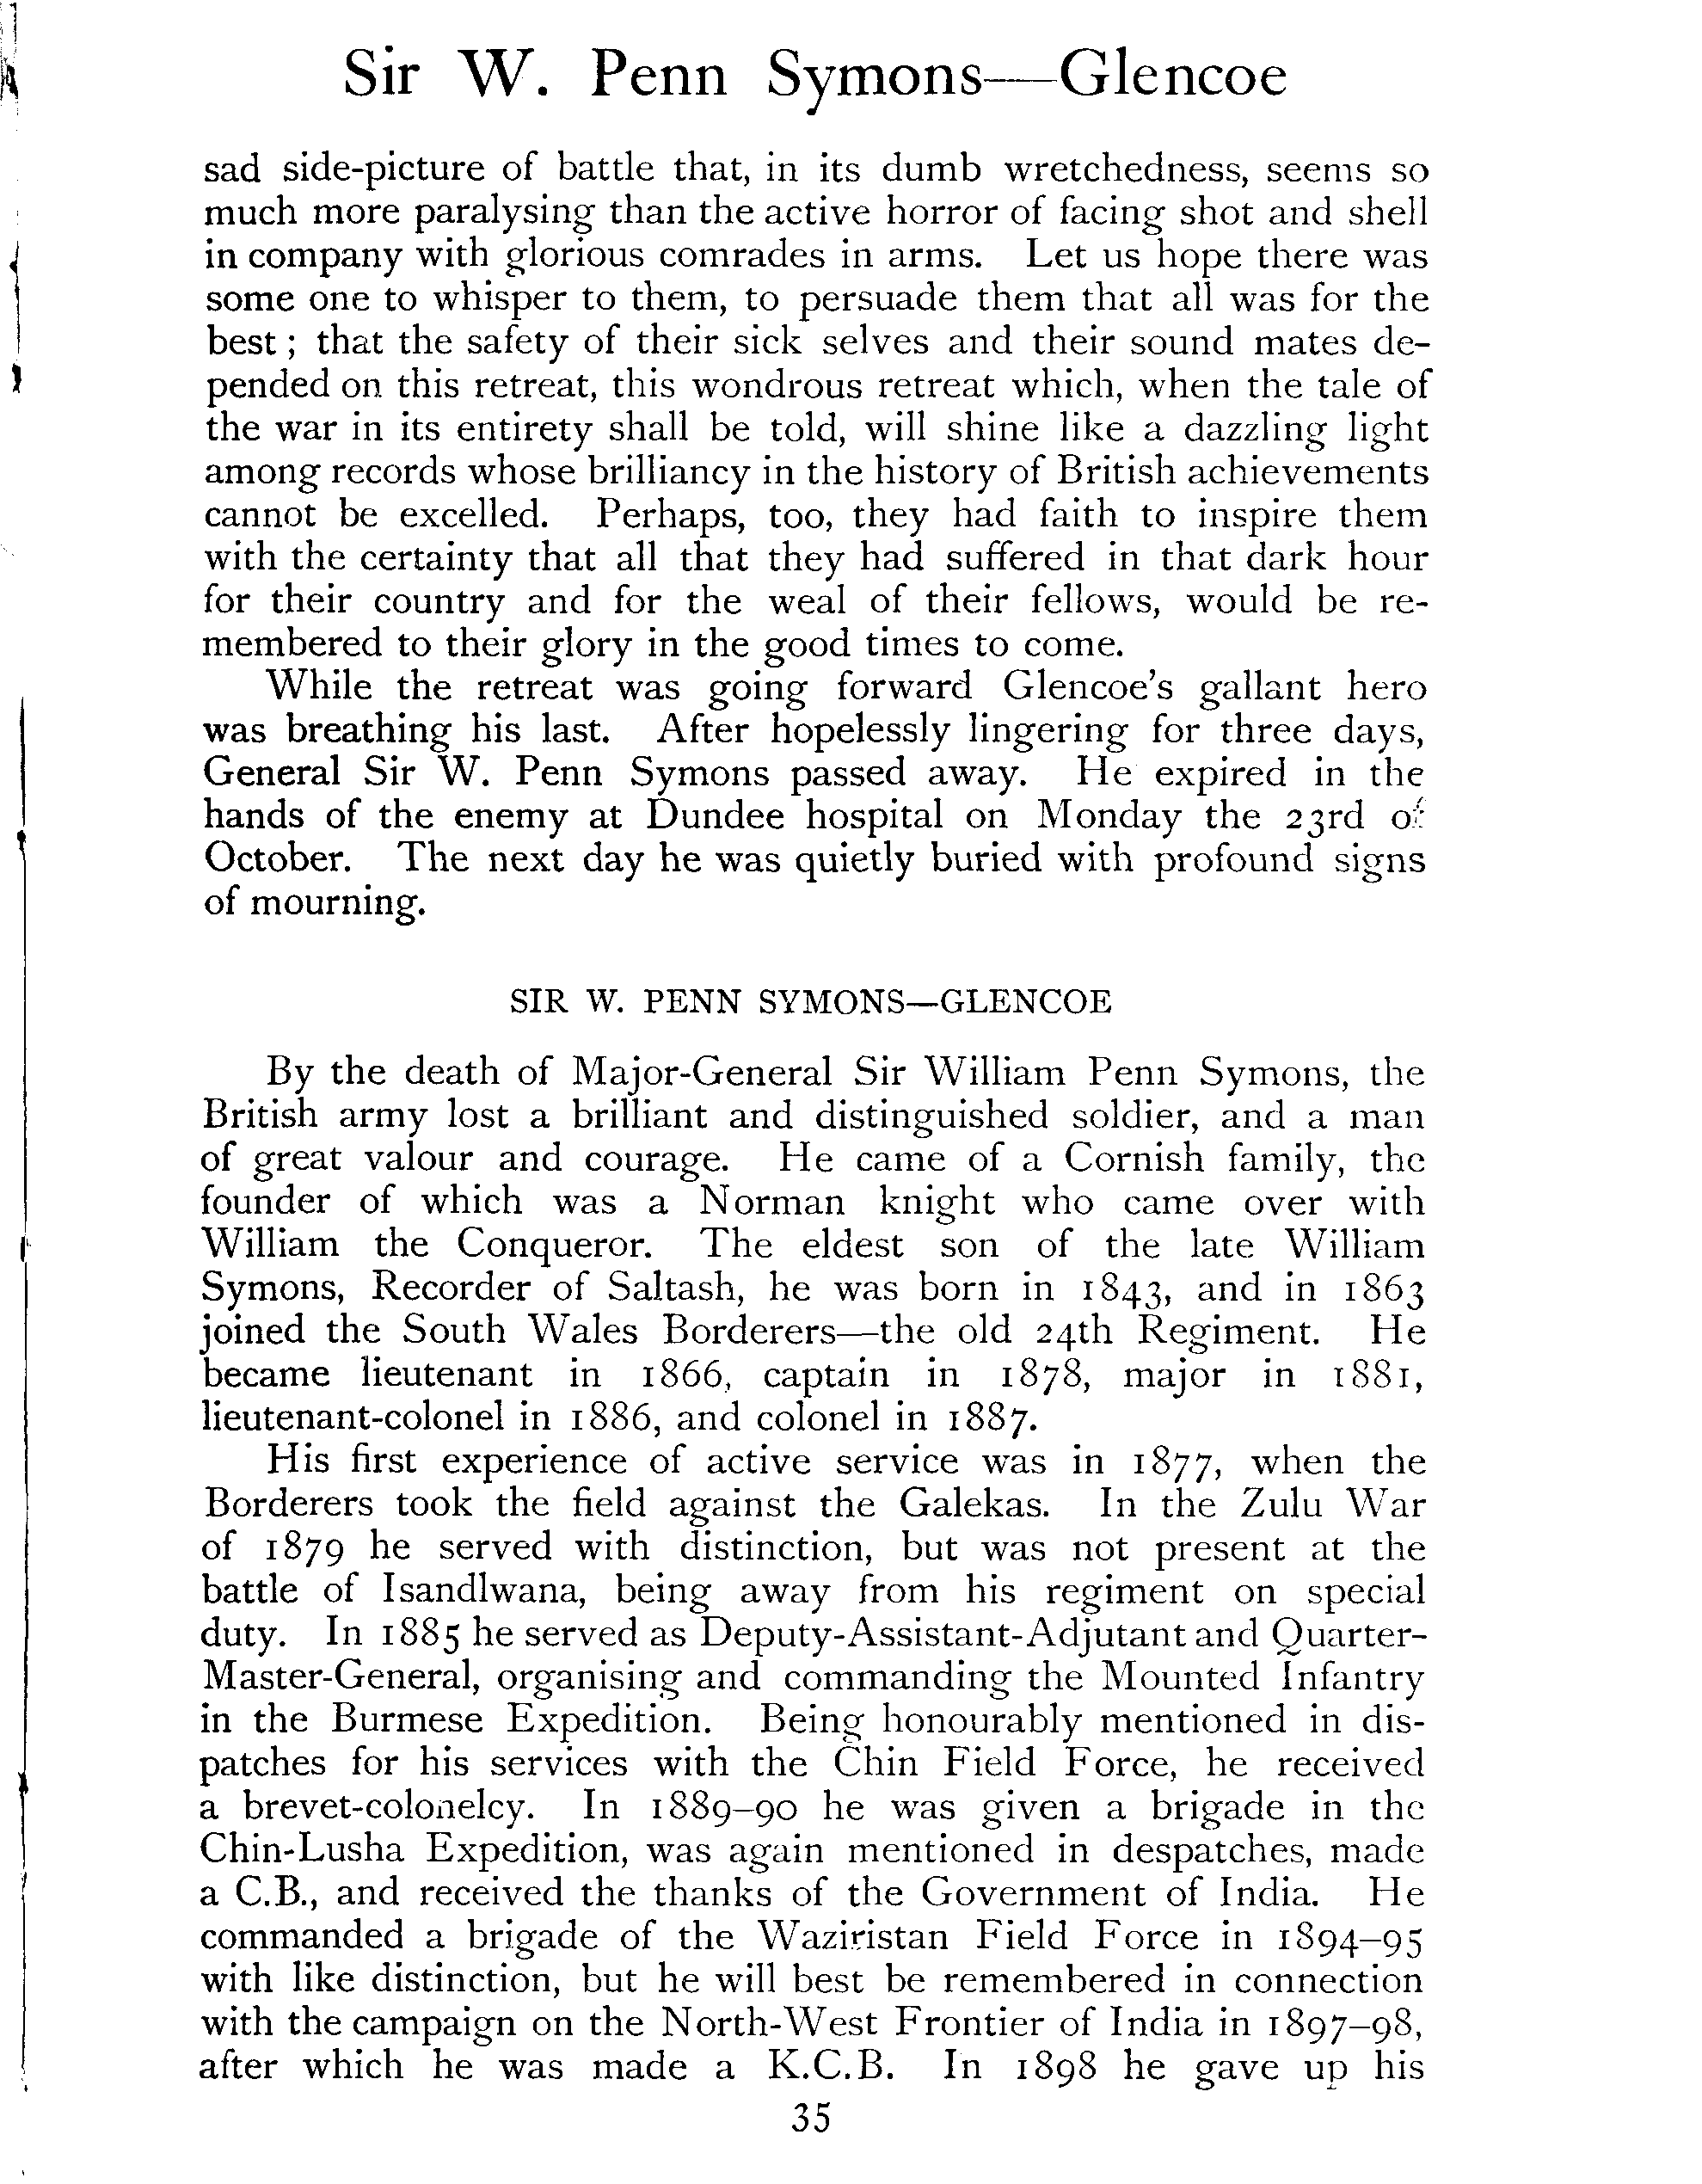 Sir W. Penn Symons—Glencoe
sad side-picture of battle that, in its dumb wretchedness, seems so
much more paralysing than the active horror of facing shot and shell
in company with glorious comrades in arms. Let us hope there was
some one to whisper to them, to persuade them that all was for the
best ; that the safety of their sick selves and their sound mates de-
pended on this retreat, this wondrous retreat which, when the tale of
the war in its entirety shall be told, will shine like a dazzling light
among records whose brilliancy in the history of British achievements
cannot be excelled. Perhaps, too, they had faith to inspire them
with the certainty that all that they had suffered in that dark hour
for their country and for the weal of their fellows, would be re-
membered to their glory in the good times to come.
While the retreat was going forward Glencoe's gallant hero
was breathing his last. After hopelessly lingering for three days,
General Sir W. Penn Symons passed away. He expired in the
hands of the enemy at Dundee hospital on Monday the 23rd of
October. The next day he was quietly buried with profound signs
of mourning.
SIR W. PENN SYMONS—GLENCOE
By the death of Major-General Sir William Penn Symons, the
British army lost a brilliant and distinguished soldier, and a man
of great valour and courage. He came of a Cornish family, the
founder of which was a Norman knight who came over with
William the Conqueror. The eldest son of the late William
Symons, Recorder of Saltash, he was born in 1843, and in 1863
joined the South Wales Borderers—the old 24th Regiment. He
became lieutenant in 1866, captain in 1878, major in 1881,
lieutenant-colonel in 1886, and colonel in 1887.
His first experience of active service was in 1877, when the
Borderers took the field against the Galekas. In the Zulu War
of 1879 he served with distinction, but was not present at the
battle of Isandlwana, being away from his regiment on special
duty. In 1885 he served as Deputy-Assistant-Adjutant and Quarter-
Master-General, organising and commanding the Mounted Infantry
in the Burmese Expedition. Being honourably mentioned in dis-
patches for his services with the Chin Field Force, he received
a brevet-colonelcy. In 1889–90 he was given a brigade in the
Chin-Lusha Expedition, was again mentioned in despatches, made
a C.B., and received the thanks of the Government of India. He
commanded a brigade of the Waziristan Field Force in 1894–95
with like distinction, but he will best be remembered in connection
with the campaign on the North-West Frontier of India in 1897–98,
after which he was made a K.C.B. In 1898 he gave up his
35